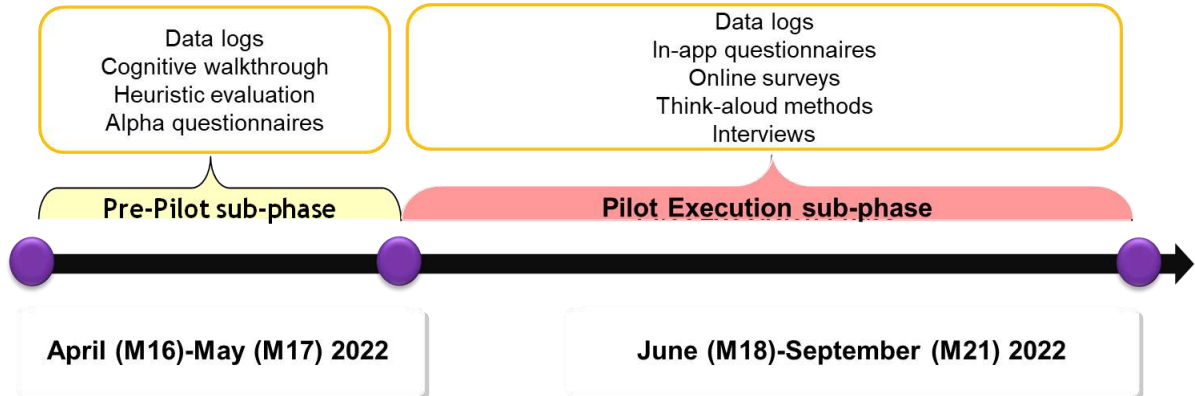 Data logs
Cognitive walkthrough
Heuristic evaluation
Alpha questionnaires
Data logs
In-app questionnaires
Online surveys
Think-aloud methods
Interviews
Pre-Pilot sub-phase
Pilot Execution sub-phase
April (M16)-May (M17) 2022
June (M18)-September (M21) 2022